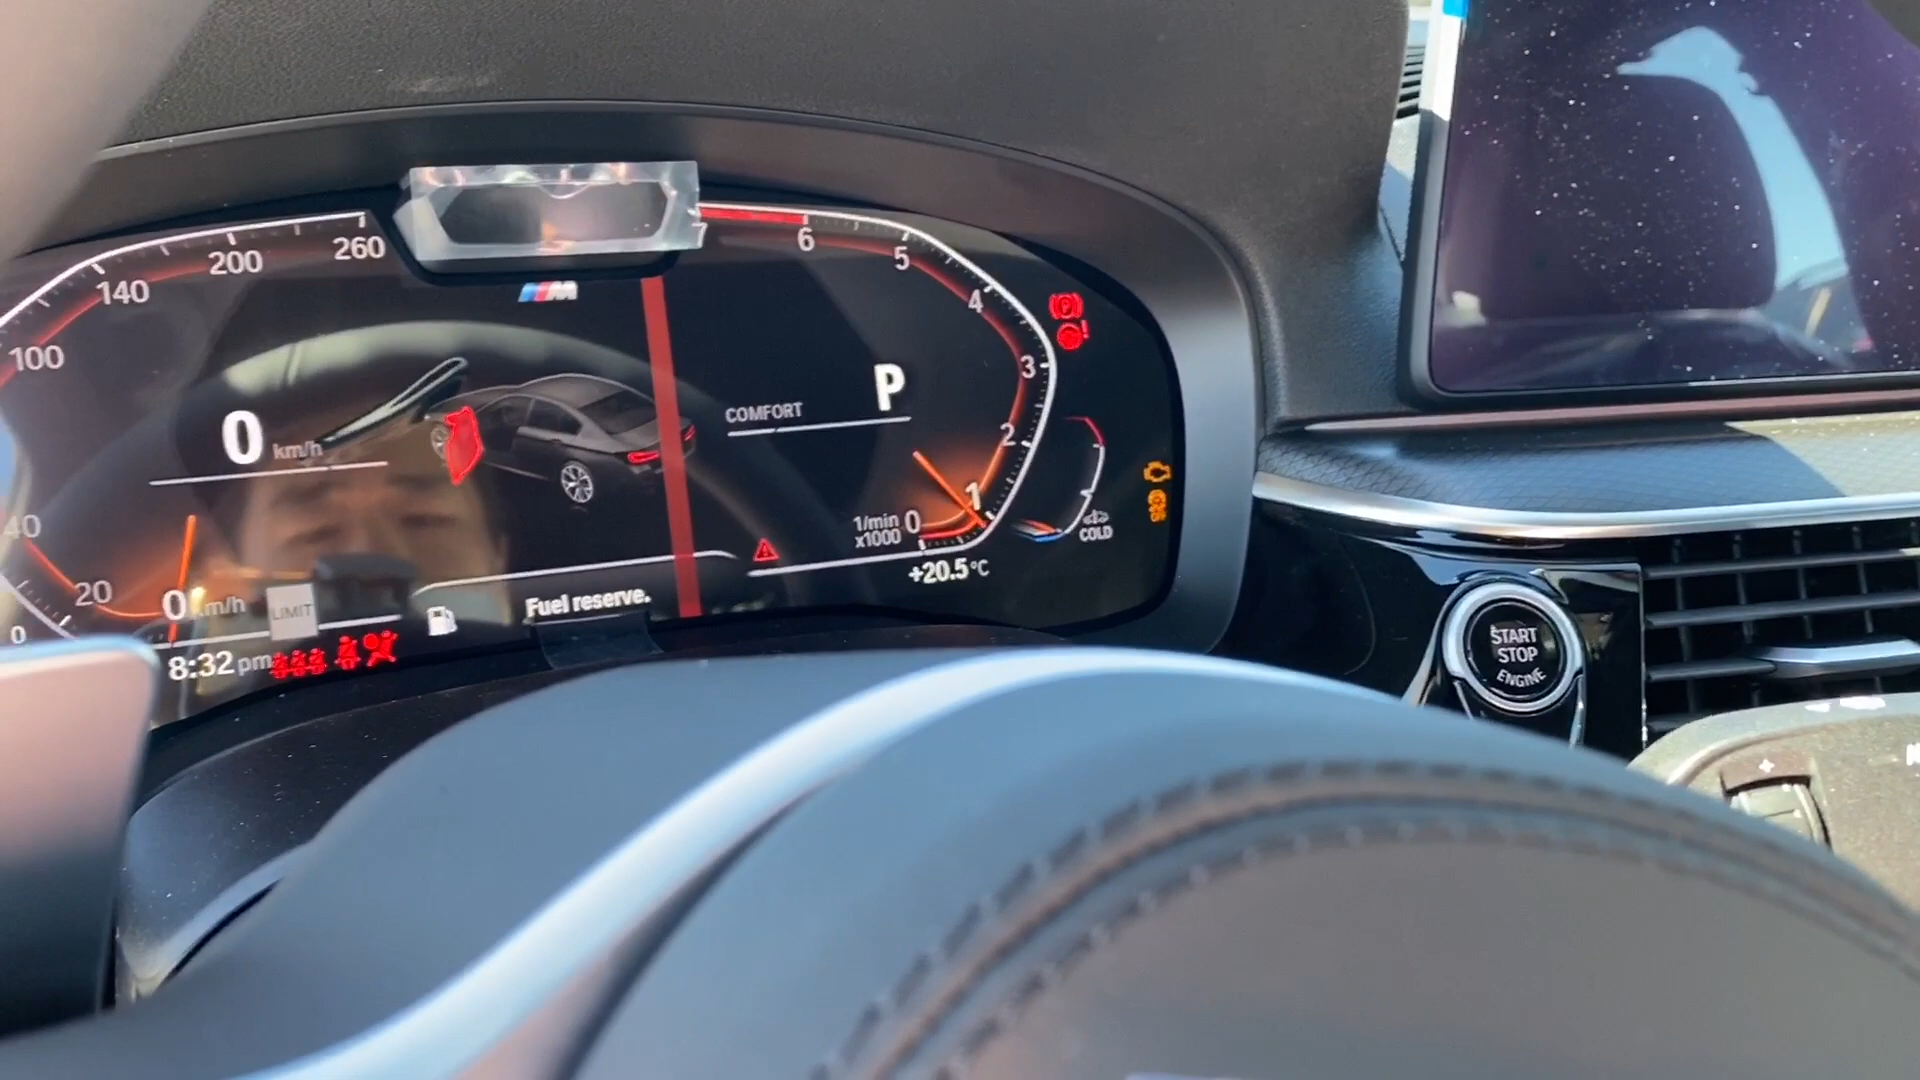 260
200
140
100
40
20
0
0 km/h
0 km/h
LIMIT
8:32 pm
Fuel reserve.
M
COMFORT
P
7
6
5
4
3
2
1
0
1/min
x1000
+20.5 °C
COLD
START
STOP
ENGINE